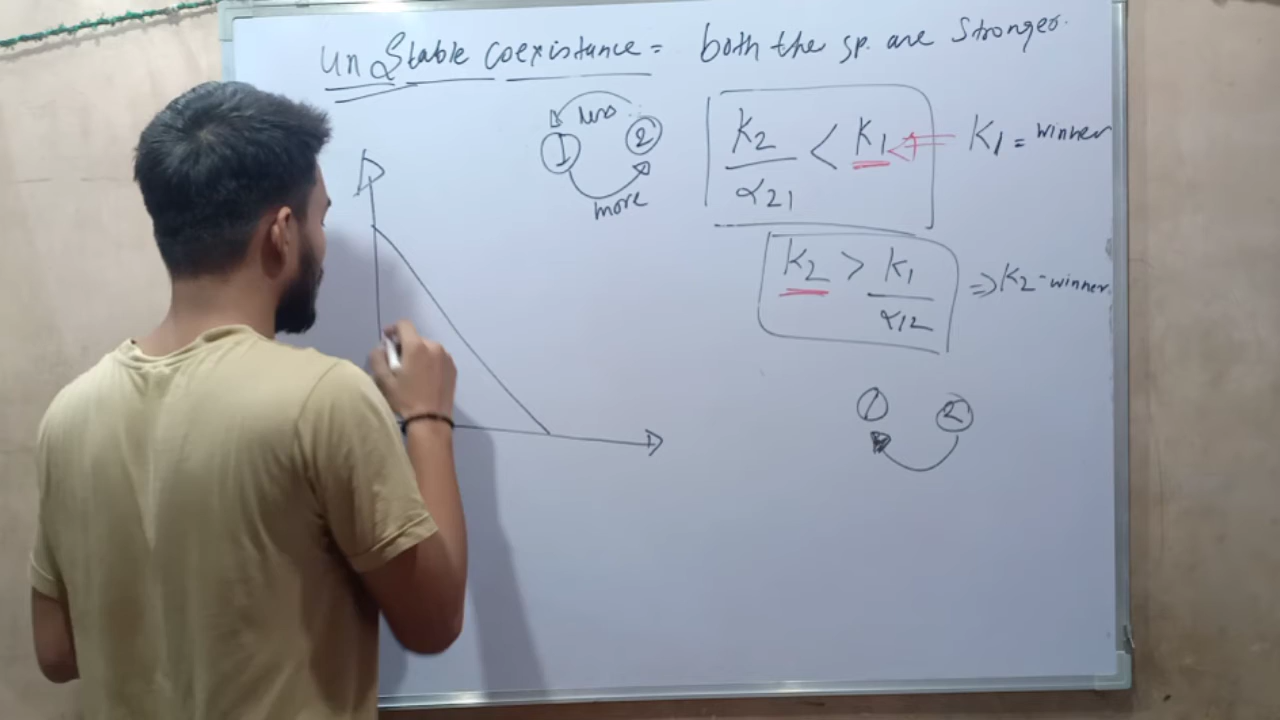 Unstable coexistance = both the sp. are stronger.
less
① ②
more
K2/α21 < K1 K1 = winner
K2 > K1/α12 ⇒ K2 - winner
① ②